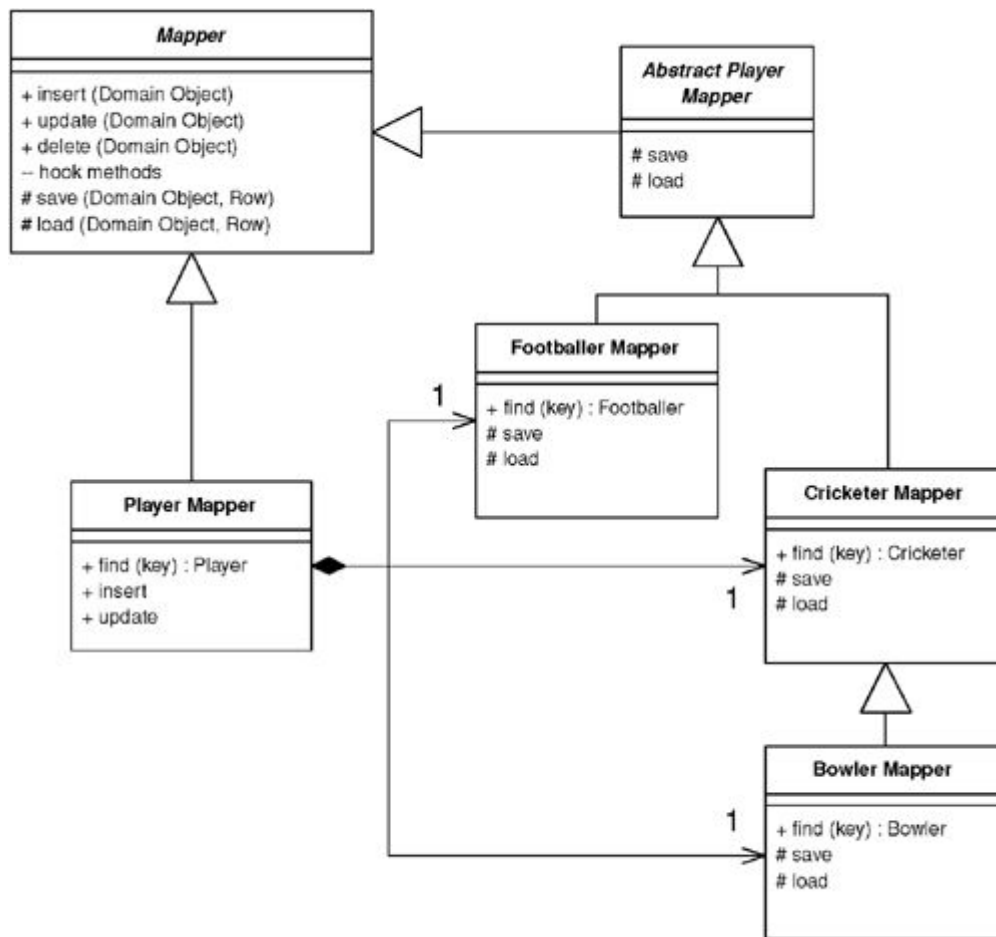 Mapper
+ insert (Domain Object)
+ update (Domain Object)
+ delete (Domain Object)
-- hook methods
# save (Domain Object, Row)
# load (Domain Object, Row)
Abstract Player
Mapper
# save
# load
Footballer Mapper
+ find (key) : Footballer
# save
# load
1
Player Mapper
+ find (key) : Player
+ insert
+ update
Cricketer Mapper
+ find (key) : Cricketer
# save
# load
1
Bowler Mapper
+ find (key) : Bowler
# save
# load
1